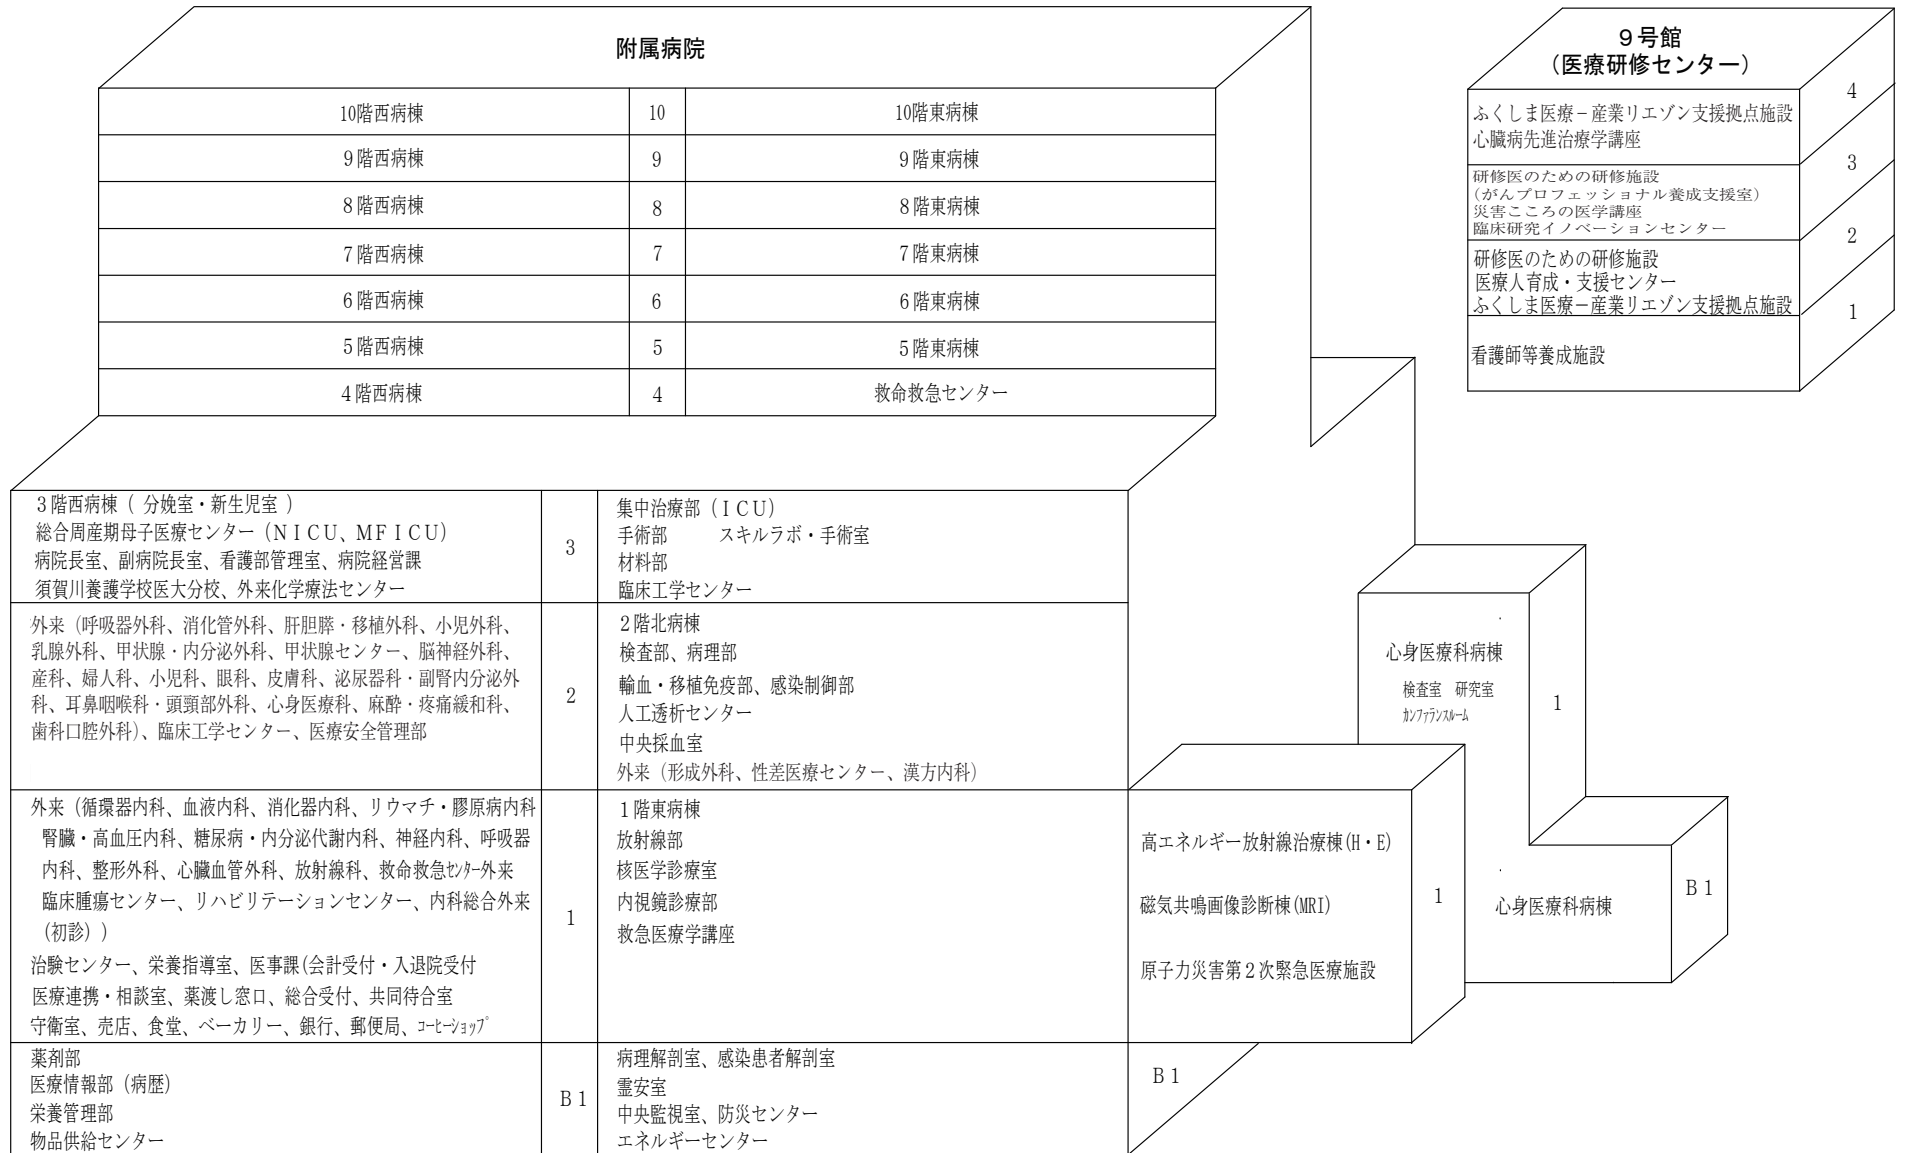 附属病院
10階西病棟 10 10階東病棟
9階西病棟 9 9階東病棟
8階西病棟 8 8階東病棟
7階西病棟 7 7階東病棟
6階西病棟 6 6階東病棟
5階西病棟 5 5階東病棟
4階西病棟 4 救命救急センター
3階西病棟（ 分娩室・新生児室 ）
総合周産期母子医療センター（ＮＩＣＵ、ＭＦＩＣＵ）
病院長室、副病院長室、看護部管理室、病院経営課
須賀川養護学校医大分校、外来化学療法センター
3
集中治療部（ＩＣＵ）
手術部 スキルラボ・手術室
材料部
臨床工学センター
外来（呼吸器外科、消化管外科、肝胆膵・移植外科、小児外科、
乳腺外科、甲状腺・内分泌外科、甲状腺センター、脳神経外科、
産科、婦人科、小児科、眼科、皮膚科、泌尿器科・副腎内分泌外
科、耳鼻咽喉科・頭頸部外科、心身医療科、麻酔・疼痛緩和科、
歯科口腔外科）、臨床工学センター、医療安全管理部
2
2階北病棟
検査部、病理部
輸血・移植免疫部、感染制御部
人工透析センター
中央採血室
外来（形成外科、性差医療センター、漢方内科）
外来（循環器内科、血液内科、消化器内科、リウマチ・膠原病内科
腎臓・高血圧内科、糖尿病・内分泌代謝内科、神経内科、呼吸器
内科、整形外科、心臓血管外科、放射線科、救命救急ｾﾝﾀｰ外来
臨床腫瘍センター、リハビリテーションセンター、内科総合外来
（初診））
治験センター、栄養指導室、医事課(会計受付・入退院受付
医療連携・相談室、薬渡し窓口、総合受付、共同待合室
守衛室、売店、食堂、ベーカリー、銀行、郵便局、ｺｰﾋｰｼｮｯﾌﾟ
1
1階東病棟
放射線部
核医学診療室
内視鏡診療部
救急医療学講座
薬剤部
医療情報部（病歴）
栄養管理部
物品供給センター
B1
病理解剖室、感染患者解剖室
霊安室
中央監視室、防災センター
エネルギーセンター
B1
高エネルギー放射線治療棟(H・E)
磁気共鳴画像診断棟(MRI)
原子力災害第2次緊急医療施設
1
心身医療科病棟
検査室 研究室
ｶﾝﾌｧﾗﾝｽﾙｰﾑ
1
心身医療科病棟
B1
9号館
（医療研修センター）
ふくしま医療－産業リエゾン支援拠点施設
心臓病先進治療学講座
4
研修医のための研修施設
（がんプロフェッショナル養成支援室）
災害こころの医学講座
臨床研究イノベーションセンター
3
研修医のための研修施設
医療人育成・支援センター
ふくしま医療－産業リエゾン支援拠点施設
2
看護師等養成施設
1